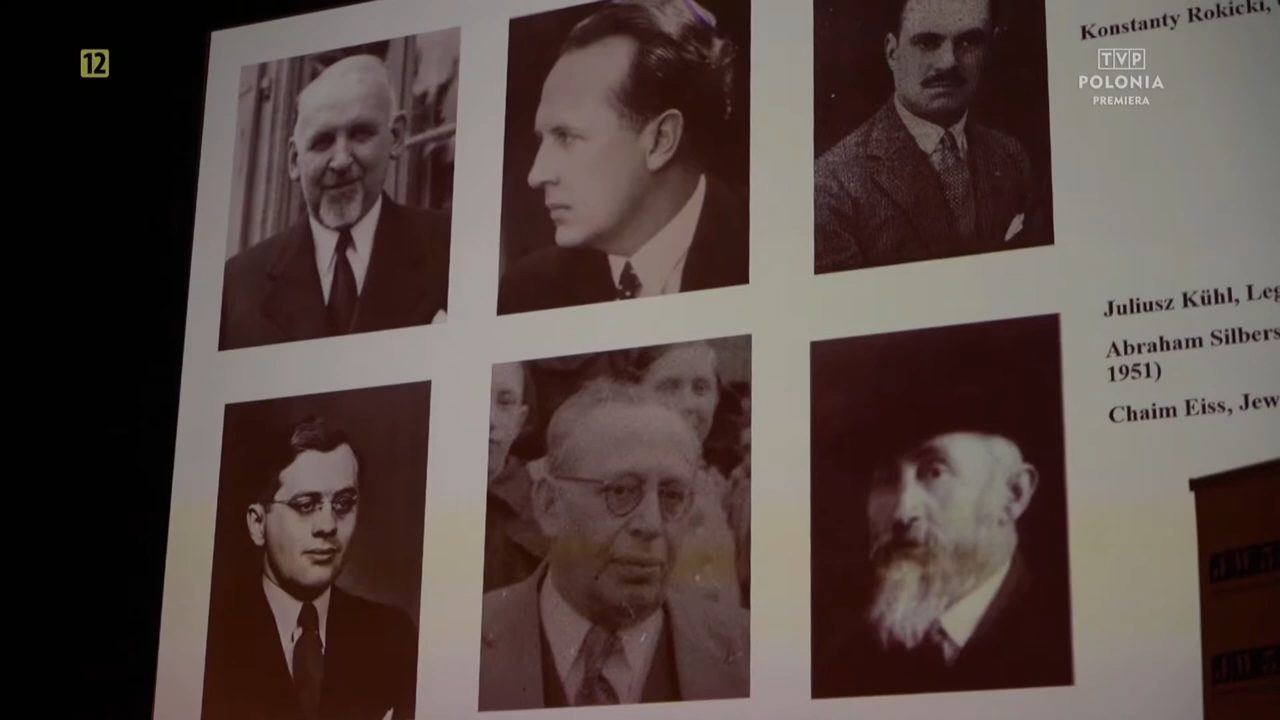 12
Konstanty Rokicki,
TVP
POLONIA
PREMIERA
Juliusz Kühl, Leg
Abraham Silbers
1951)
Chaim Eiss, Jew